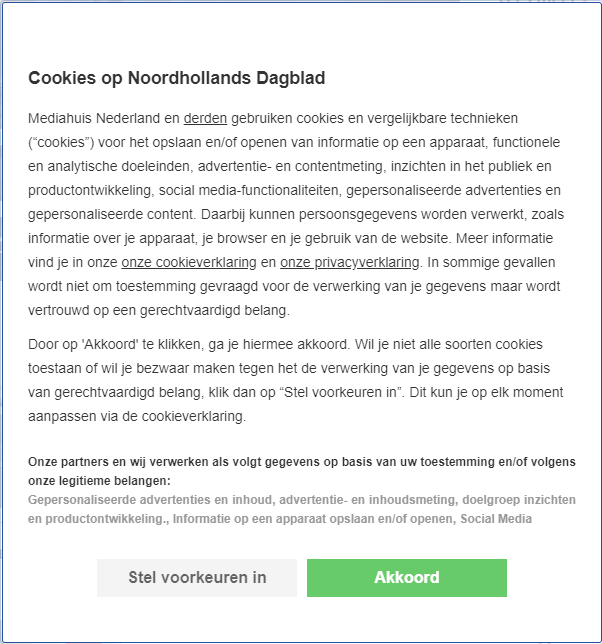 Cookies op Noordhollands Dagblad
Mediahuis Nederland en derden gebruiken cookies en vergelijkbare technieken
(“cookies”) voor het opslaan en/of openen van informatie op een apparaat, functionele
en analytische doeleinden, advertentie- en contentmeting, inzichten in het publiek en
productontwikkeling, social media-functionaliteiten, gepersonaliseerde advertenties en
gepersonaliseerde content. Daarbij kunnen persoonsgegevens worden verwerkt, zoals
informatie over je apparaat, je browser en je gebruik van de website. Meer informatie
vind je in onze onze cookieverklaring en onze privacyverklaring. In sommige gevallen
wordt niet om toestemming gevraagd voor de verwerking van je gegevens maar wordt
vertrouwd op een gerechtvaardigd belang.
Door op 'Akkoord' te klikken, ga je hiermee akkoord. Wil je niet alle soorten cookies
toestaan of wil je bezwaar maken tegen het de verwerking van je gegevens op basis
van gerechtvaardigd belang, klik dan op “Stel voorkeuren in”. Dit kun je op elk moment
aanpassen via de cookieverklaring.
Onze partners en wij verwerken als volgt gegevens op basis van uw toestemming en/of volgens
onze legitieme belangen:
Gepersonaliseerde advertenties en inhoud, advertentie- en inhoudsmeting, doelgroep inzichten
en productontwikkeling., Informatie op een apparaat opslaan en/of openen, Social Media
Stel voorkeuren in
Akkoord